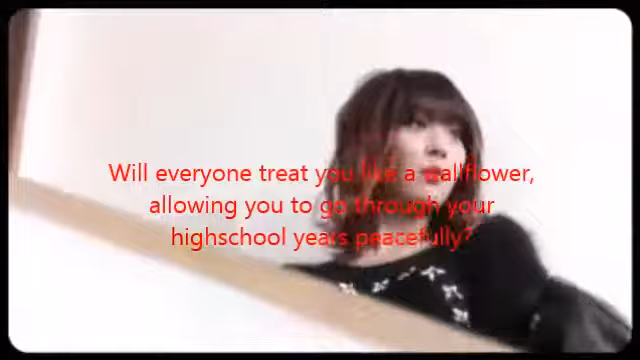 Will everyone treat you like a wallflower,
allowing you to go through your
highschool years peacefully?